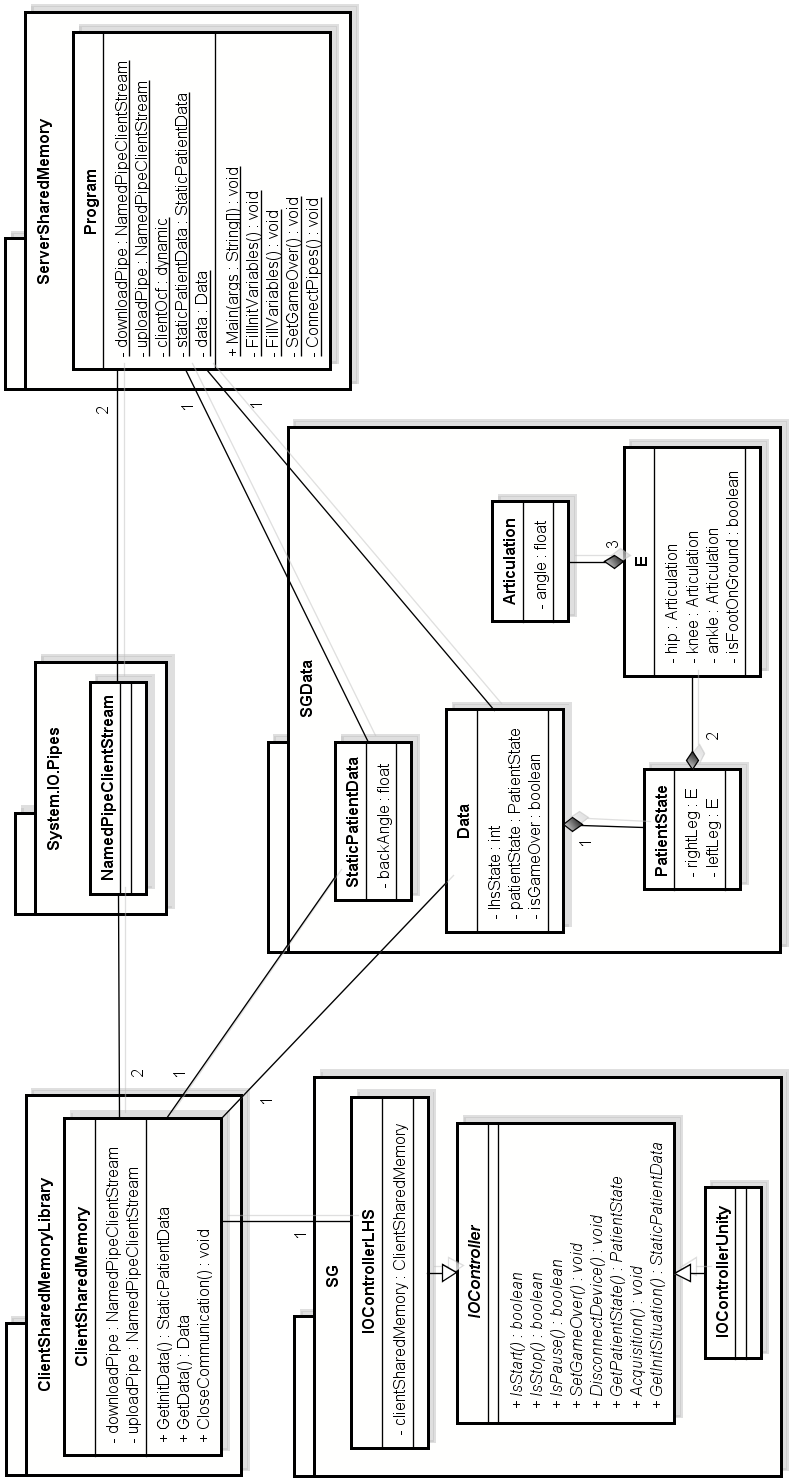 ClientSharedMemoryLibrary
ClientSharedMemory
- downloadPipe : NamedPipeClientStream
- uploadPipe : NamedPipeClientStream
+ GetInitData() : StaticPatientData
+ GetData() : Data
+ CloseCommunication() : void
2
1
1
1
System.IO.Pipes
NamedPipeClientStream
ServerSharedMemory
Program
- downloadPipe : NamedPipeClientStream
- uploadPipe : NamedPipeClientStream
- clientOcf : dynamic
- staticPatientData : StaticPatientData
- data : Data
+ Main(args : String[]) : void
- FillInitVariables() : void
- FillVariables() : void
- SetGameOver() : void
- ConnectPipes() : void
2
1
1
SG
IOControllerLHS
- clientSharedMemory : ClientSharedMemory
IOController
+ IsStart() : boolean
+ IsStop() : boolean
+ IsPause() : boolean
+ SetGameOver() : void
+ DisconnectDevice() : void
+ GetPatientState() : PatientState
+ Acquisition() : void
+ GetInitSituation() : StaticPatientData
IOControllerUnity
SGData
StaticPatientData
- backAngle : float
Data
- lhsState : int
- patientState : PatientState
- isGameOver : boolean
1
PatientState
- rightLeg : E
- leftLeg : E
2
Articulation
- angle : float
3
E
- hip : Articulation
- knee : Articulation
- ankle : Articulation
- isFootOnGround : boolean